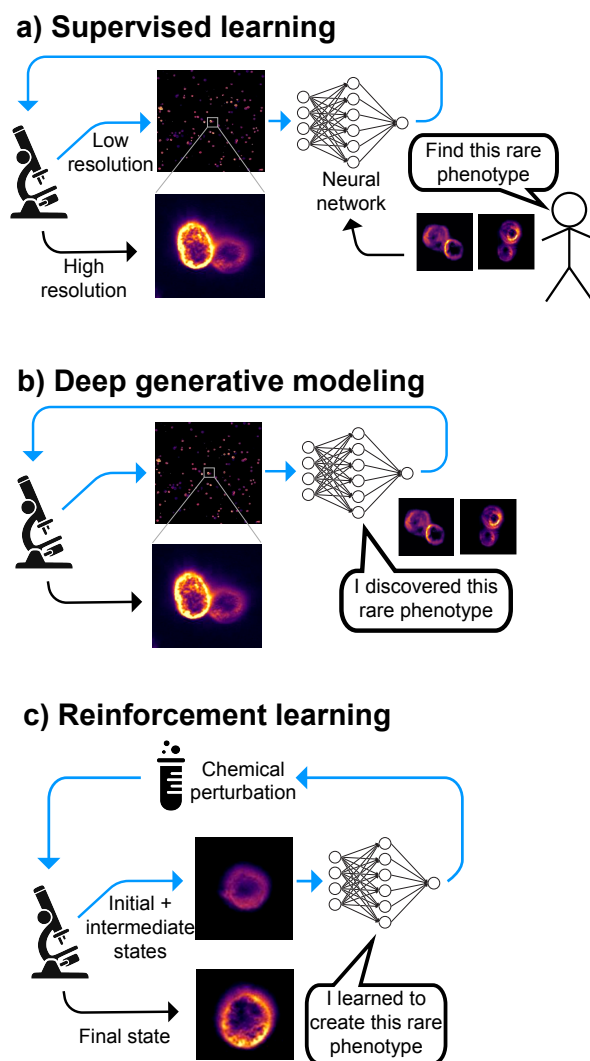 a) Supervised learning
Low
resolution
High
resolution
Neural
network
Find this rare
phenotype
b) Deep generative modeling
I discovered this
rare phenotype
c) Reinforcement learning
Chemical
perturbation
Initial +
intermediate
states
Final state
I learned to
create this rare
phenotype